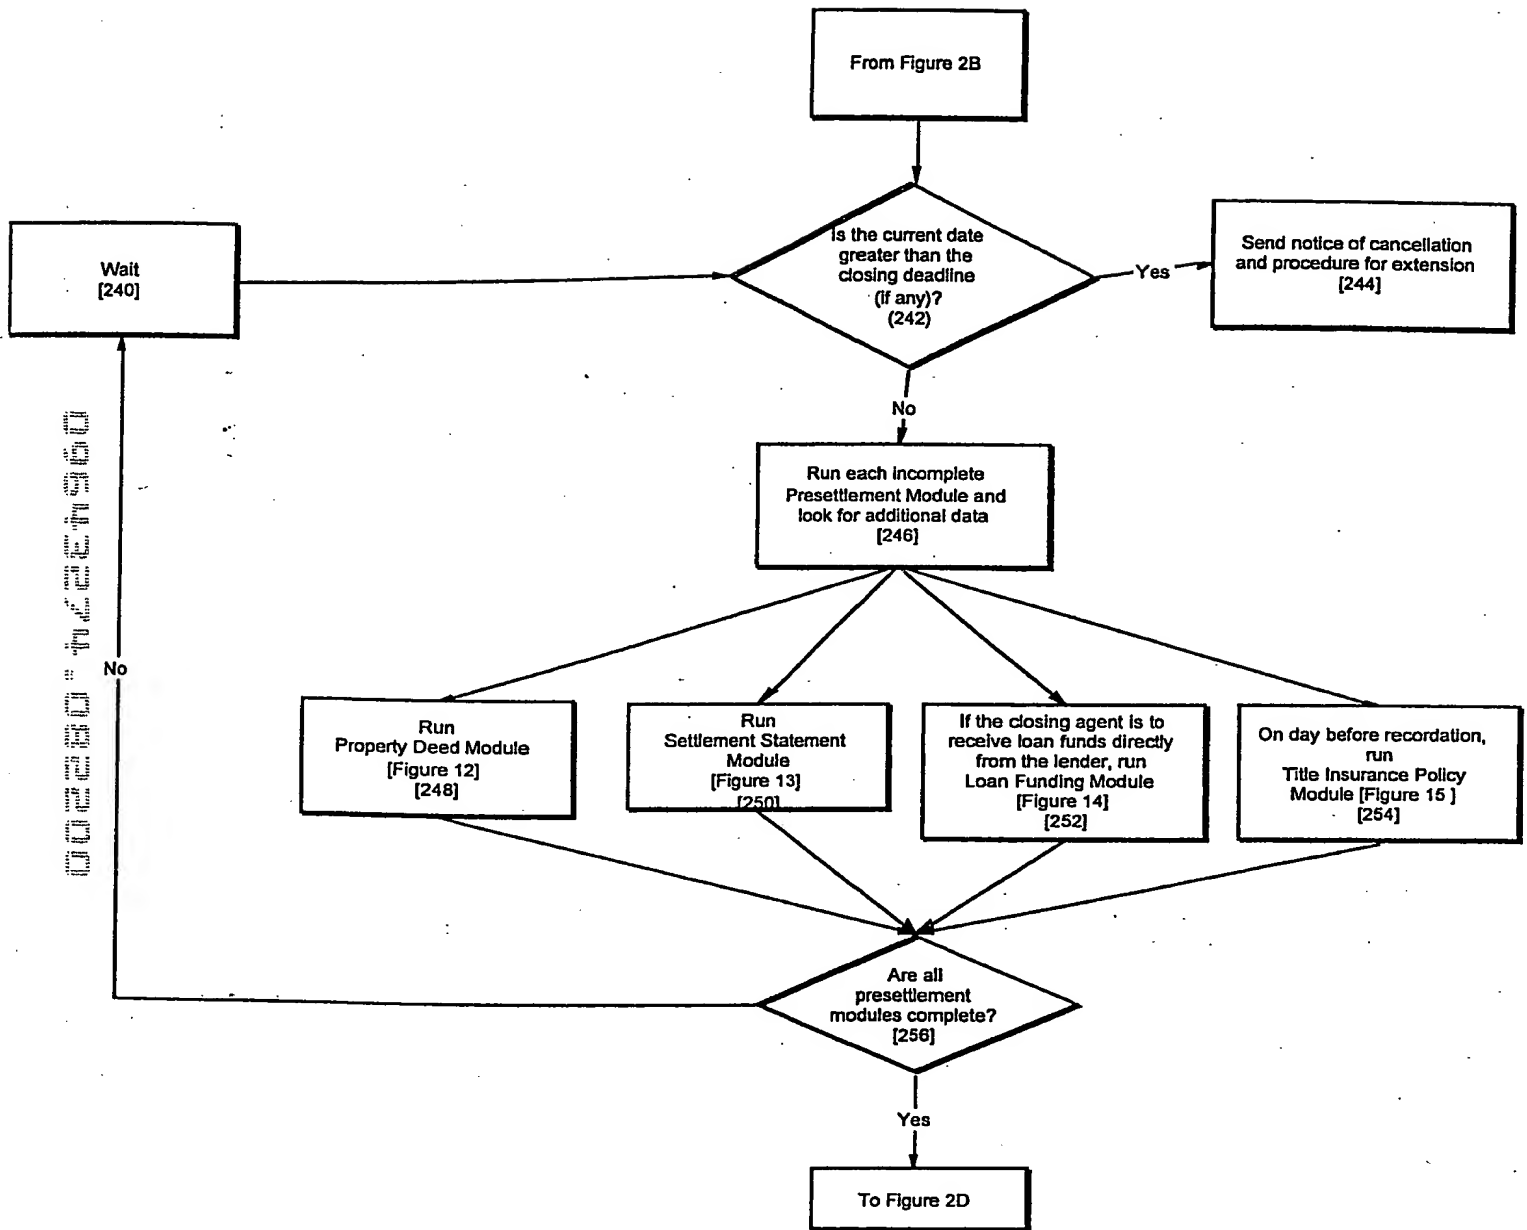 From Figure 2B
Is the current date
greater than the
closing deadline
(if any)?
(242)
Wait
[240]
Yes
Send notice of cancellation
and procedure for extension
[244]
No
Run each incomplete
Presettlement Module and
look for additional data
[246]
No
Run
Property Deed Module
[Figure 12]
[248]
Run
Settlement Statement
Module
[Figure 13]
[250]
If the closing agent is to
receive loan funds directly
from the lender, run
Loan Funding Module
[Figure 14]
[252]
On day before recordation,
run
Title Insurance Policy
Module [Figure 15 ]
[254]
Are all
presettlement
modules complete?
[256]
Yes
To Figure 2D
09643274.082200